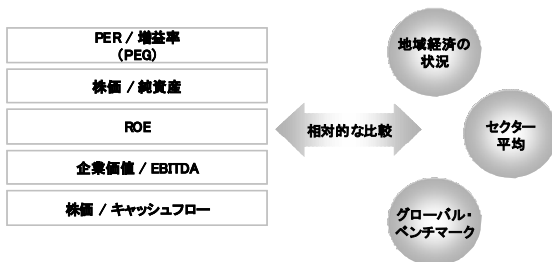 PER / 増益率
(PEG)
株価 / 純資産
ROE
企業価値 / EBITDA
株価 / キャッシュフロー
相対的な比較
地域経済の
状況
セクター
平均
グローバル・
ベンチマーク